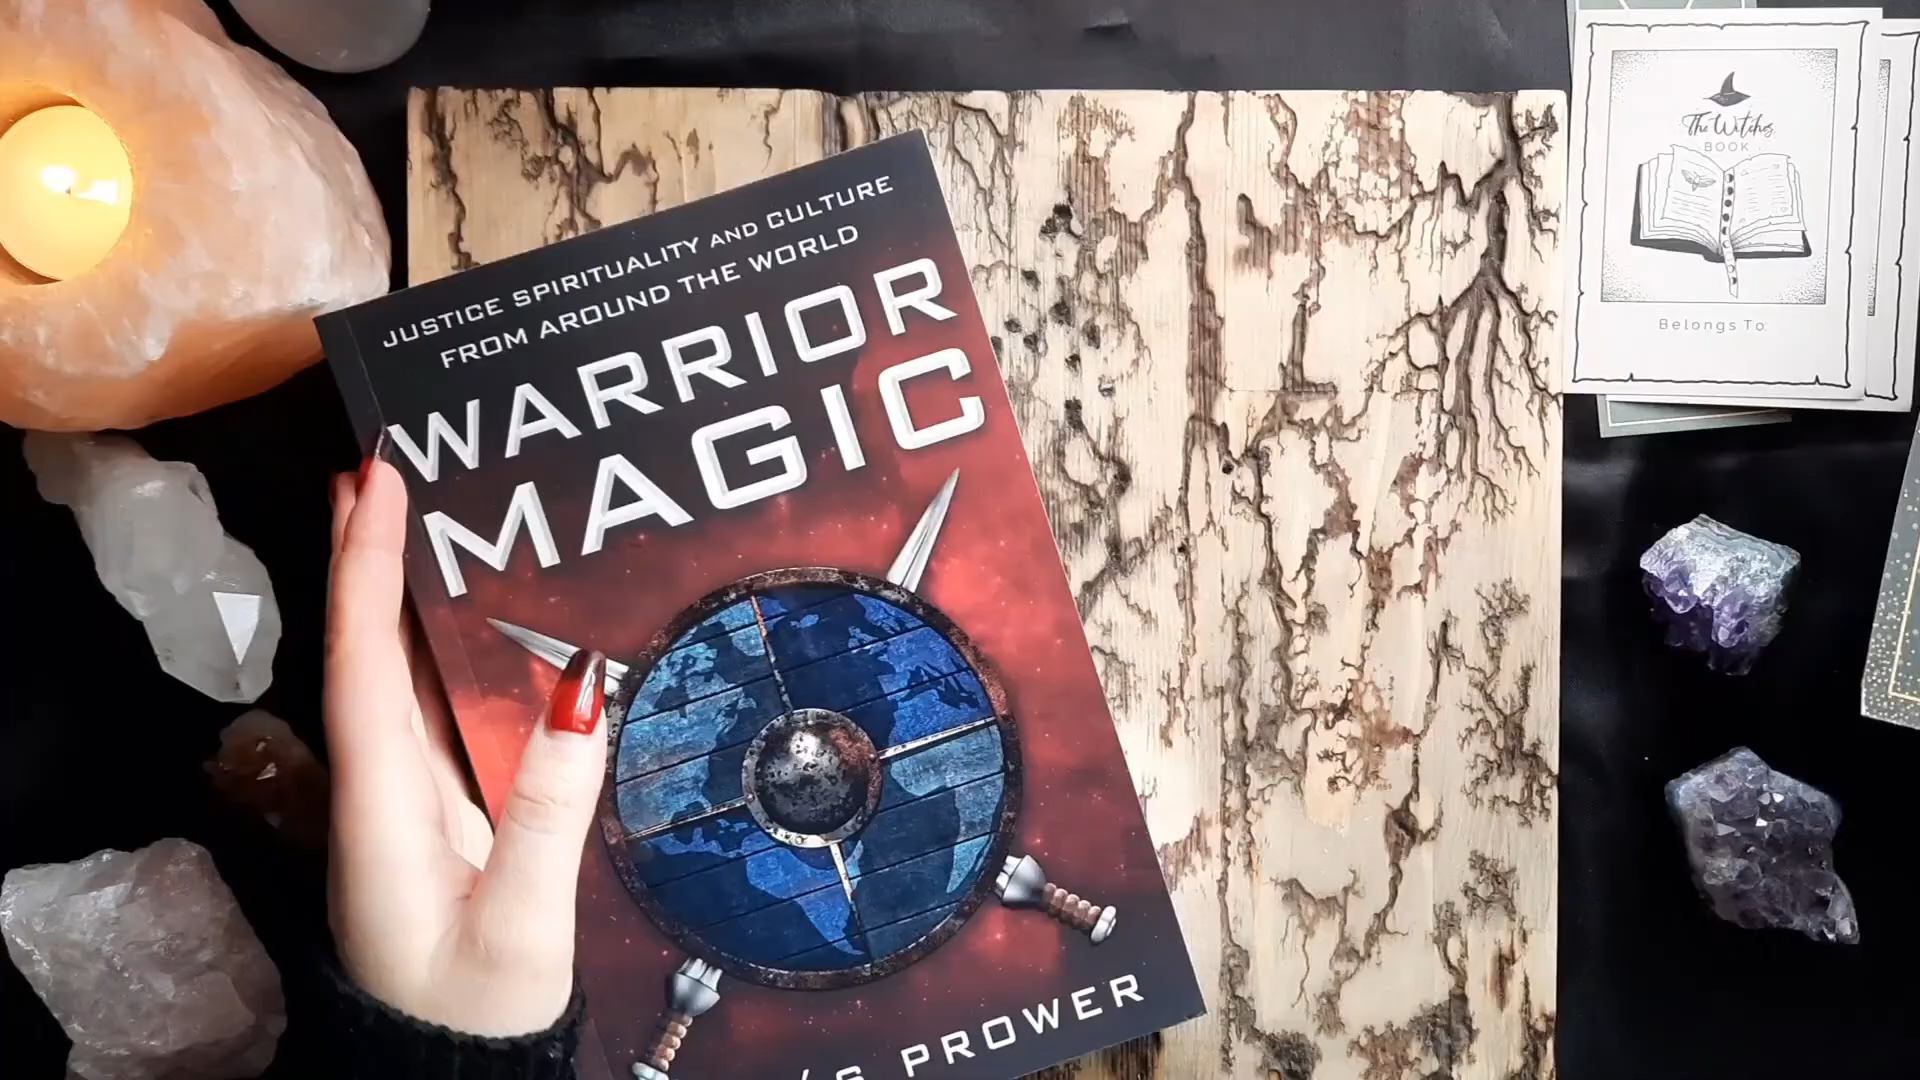 JUSTICE SPIRITUALITY AND CULTURE
FROM AROUND THE WORLD
WARRIOR
MAGIC
'S PROWER
The Witches
BOOK
Belongs To: